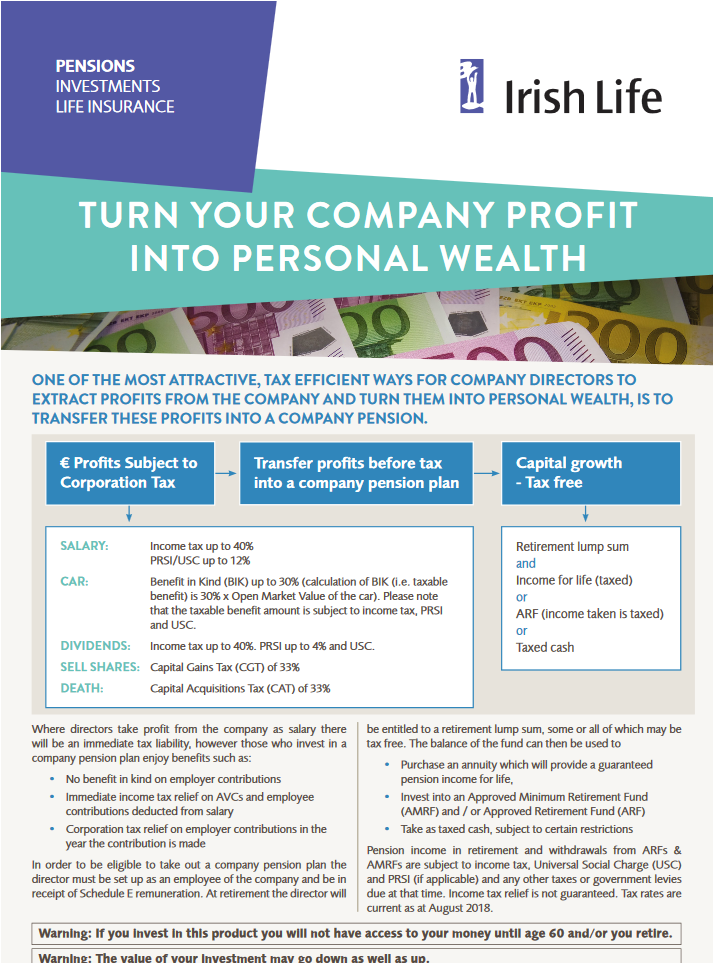 PENSIONS
INVESTMENTS
LIFE INSURANCE
Irish Life
TURN YOUR COMPANY PROFIT
INTO PERSONAL WEALTH
ONE OF THE MOST ATTRACTIVE, TAX EFFICIENT WAYS FOR COMPANY DIRECTORS TO
EXTRACT PROFITS FROM THE COMPANY AND TURN THEM INTO PERSONAL WEALTH, IS TO
TRANSFER THESE PROFITS INTO A COMPANY PENSION.
€ Profits Subject to
Corporation Tax
Transfer profits before tax
into a company pension plan
Capital growth
- Tax free
SALARY: Income tax up to 40%
PRSI/USC up to 12%
CAR: Benefit in Kind (BIK) up to 30% (calculation of BIK (i.e. taxable
benefit) is 30% x Open Market Value of the car). Please note
that the taxable benefit amount is subject to income tax, PRSI
and USC.
DIVIDENDS: Income tax up to 40%. PRSI up to 4% and USC.
SELL SHARES: Capital Gains Tax (CGT) of 33%
DEATH: Capital Acquisitions Tax (CAT) of 33%
Retirement lump sum
and
Income for life (taxed)
or
ARF (income taken is taxed)
or
Taxed cash
Where directors take profit from the company as salary there
will be an immediate tax liability, however those who invest in a
company pension plan enjoy benefits such as:
• No benefit in kind on employer contributions
• Immediate income tax relief on AVCs and employee
contributions deducted from salary
• Corporation tax relief on employer contributions in the
year the contribution is made
In order to be eligible to take out a company pension plan the
director must be set up as an employee of the company and be in
receipt of Schedule E remuneration. At retirement the director will
be entitled to a retirement lump sum, some or all of which may be
tax free. The balance of the fund can then be used to
• Purchase an annuity which will provide a guaranteed
pension income for life,
• Invest into an Approved Minimum Retirement Fund
(AMRF) and / or Approved Retirement Fund (ARF)
• Take as taxed cash, subject to certain restrictions
Pension income in retirement and withdrawals from ARFs &
AMRFs are subject to income tax, Universal Social Charge (USC)
and PRSI (if applicable) and any other taxes or government levies
due at that time. Income tax relief is not guaranteed. Tax rates are
current as at August 2018.
Warning: If you invest in this product you will not have access to your money until age 60 and/or you retire.
Warning: The value of your investment may go down as well as up.